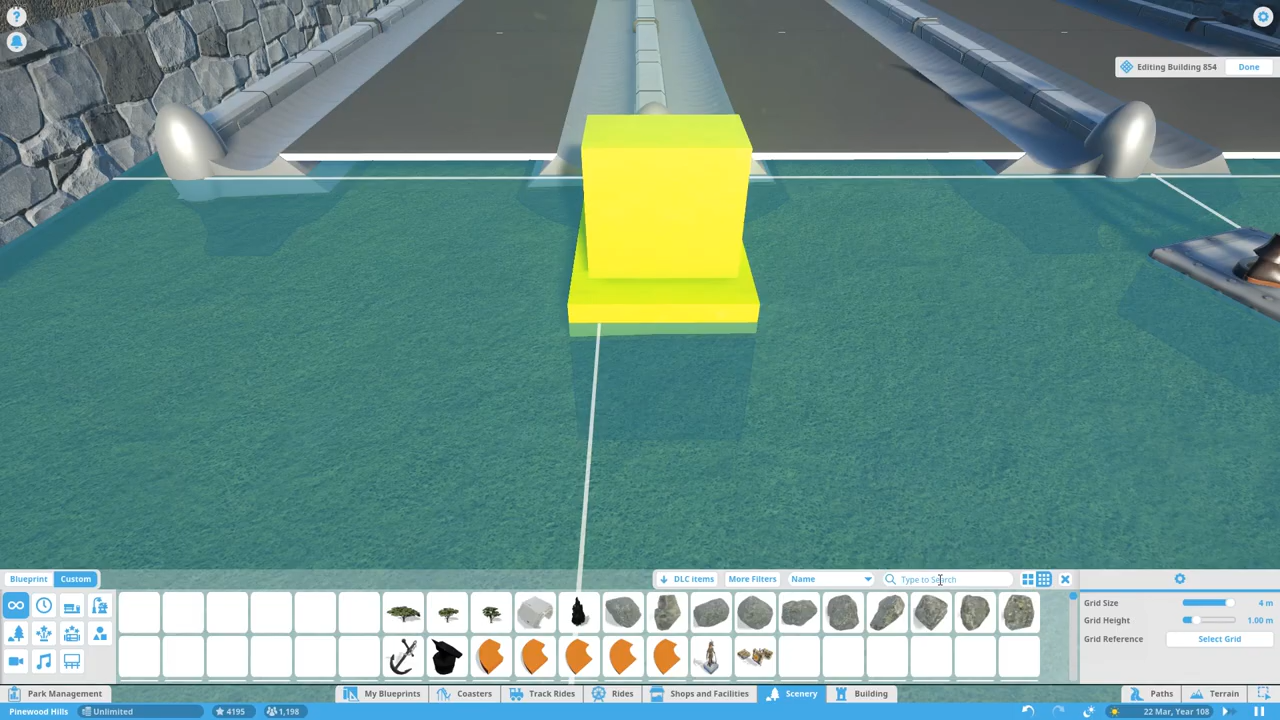 ?
Editing Building 854 Done
Blueprint Custom DLC items More Filters Name Type to Search
Grid Size 4 m
Grid Height 1.00 m
Grid Reference Select Grid
Park Management My Blueprints Coasters Track Rides Rides Shops and Facilities Scenery Building Paths Terrain
Pinewood Hills Unlimited 4195 1,198 22 Mar, Year 108